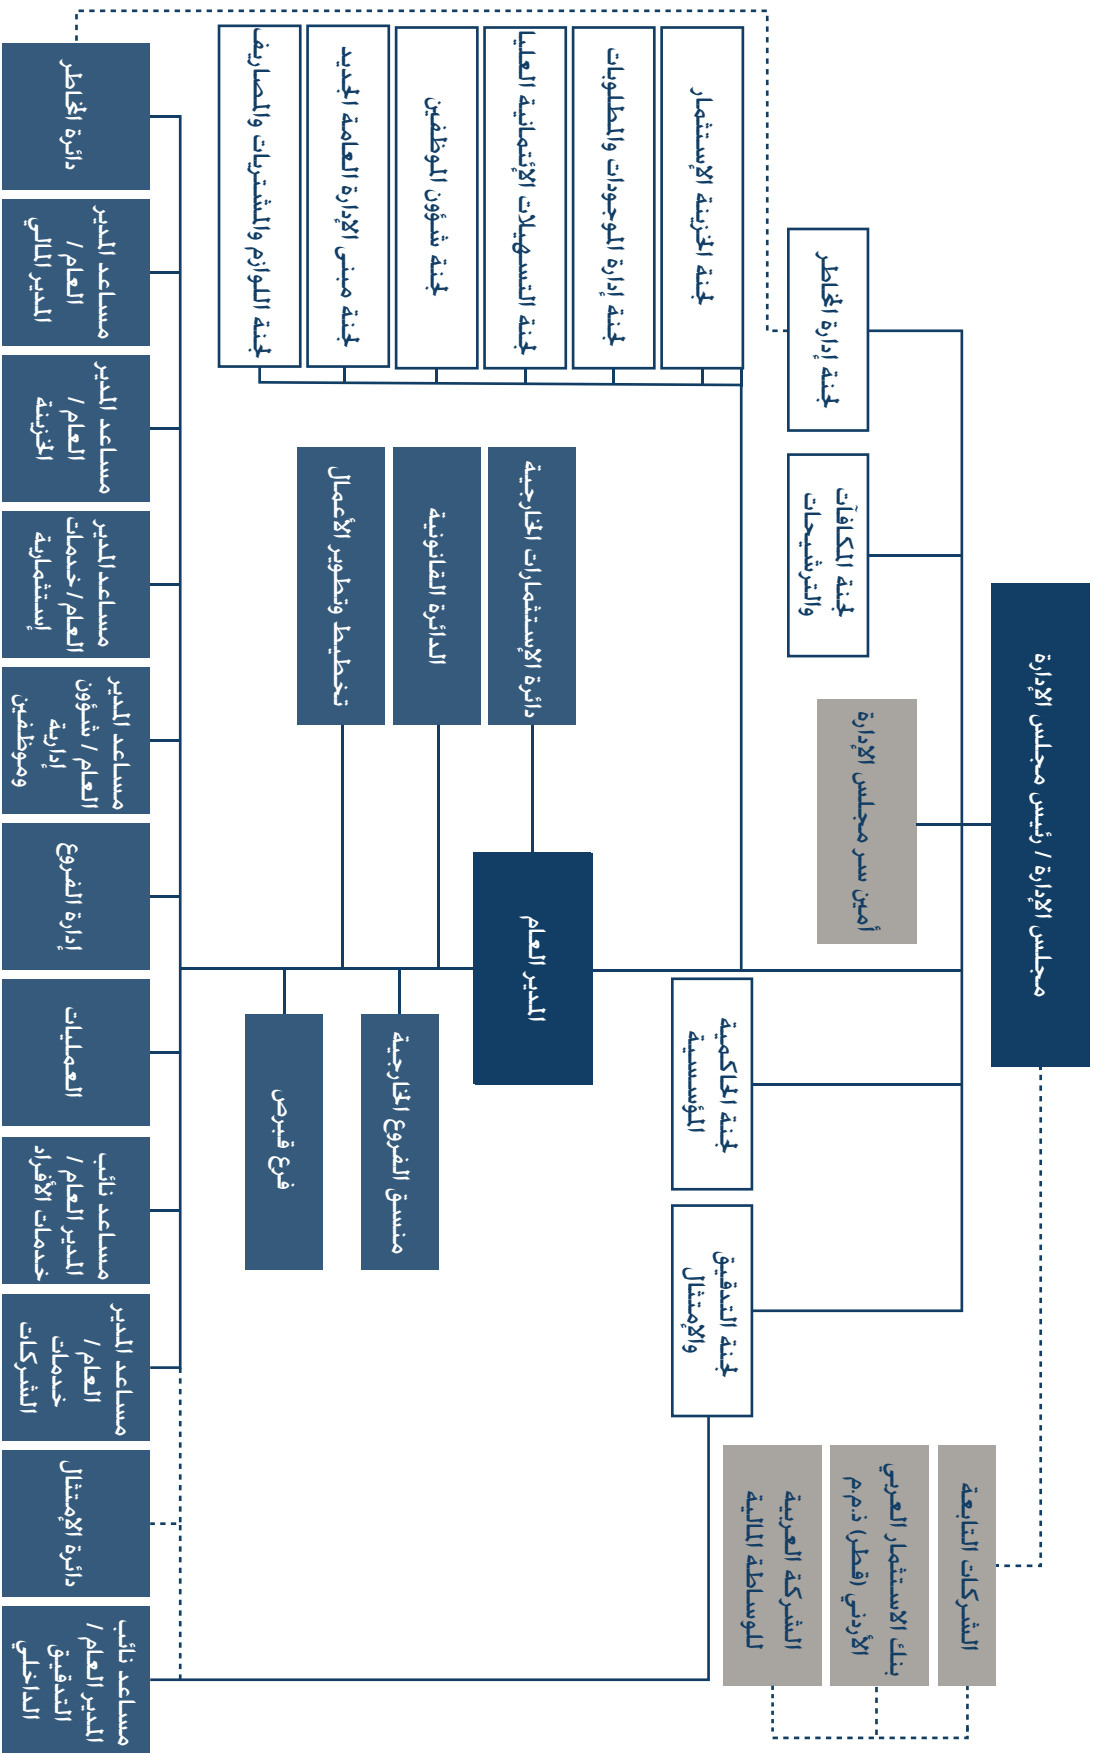 مجلس الإدارة / رئيس مجلس الإدارة
أمين سر مجلس الإدارة
لجنة إدارة المخاطر
لجنة المكافآت
والترشيحات
لجنة الحاكمية
المؤسسية
لجنة التدقيق
والإمتثال
الشركات التابعة
بنك الاستثمار العربي
الأردني (قطر) ذ.م.م
الشركة العربية
للوساطة المالية
لجنة الخزينة الإستثمار
لجنة إدارة الموجودات والمطلوبات
لجنة التسهيلات الإئتمانية العليا
لجنة شؤون الموظفين
لجنة مبنى الإدارة العامة الجديد
لجنة اللوازم والمشتريات والمصاريف
المدير العام
دائرة الإستثمارات الخارجية
الدائرة القانونية
تخطيط وتطوير الأعمال
منسق الفروع الخارجية
فرع قبرص
دائرة المخاطر
مساعد المدير
العام /
المدير المالي
مساعد المدير
العام /
الخزينة
مساعد المدير
العام / خدمات
إستثمارية
مساعد المدير
العام / شؤون
إدارية
وموظفين
إدارة الفروع
العمليات
مساعد نائب
المدير العام /
خدمات الأفراد
مساعد المدير
العام /
خدمات
الشركات
دائرة الإمتثال
مساعد نائب
المدير العام /
التدقيق
الداخلي